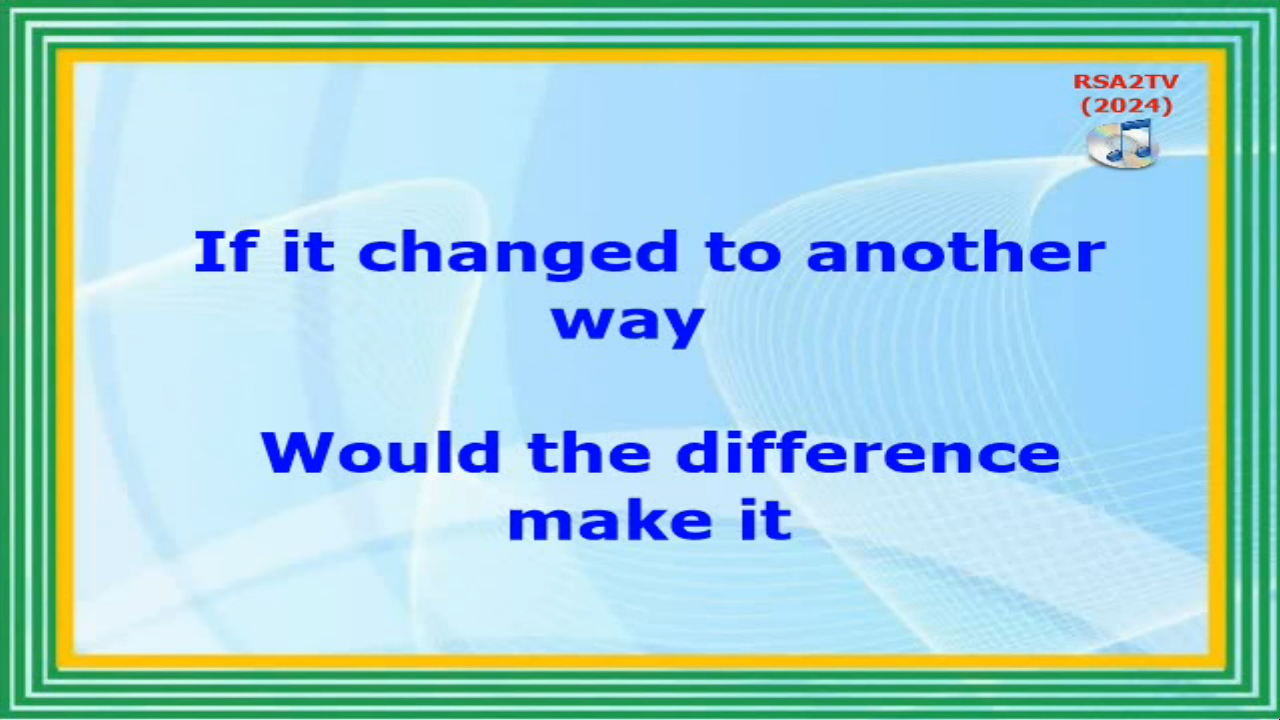 RSA2TV
(2024)
If it changed to another
way
Would the difference
make it